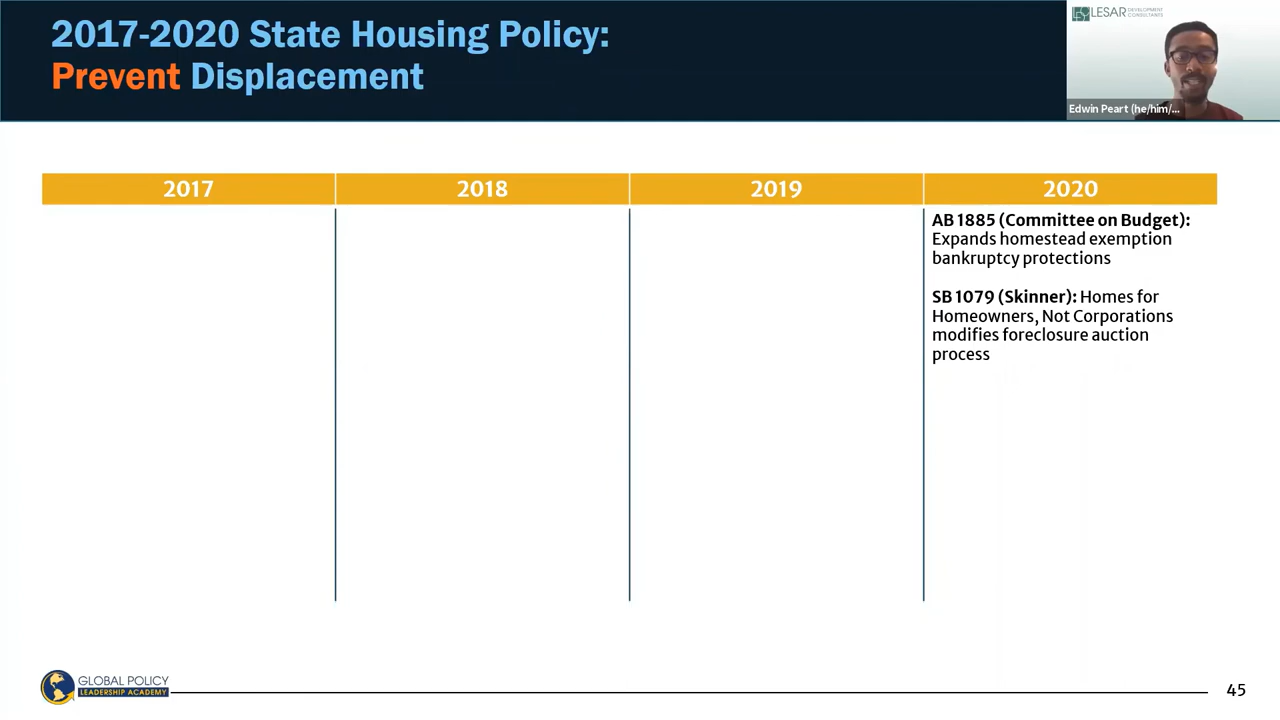 2017-2020 State Housing Policy:
Prevent Displacement
LESAR DEVELOPMENT
CONSULTANTS
Edwin Peart (he/him/...
2017 2018 2019 2020
AB 1885 (Committee on Budget):
Expands homestead exemption
bankruptcy protections
SB 1079 (Skinner): Homes for
Homeowners, Not Corporations
modifies foreclosure auction
process
GLOBAL POLICY
LEADERSHIP ACADEMY
45